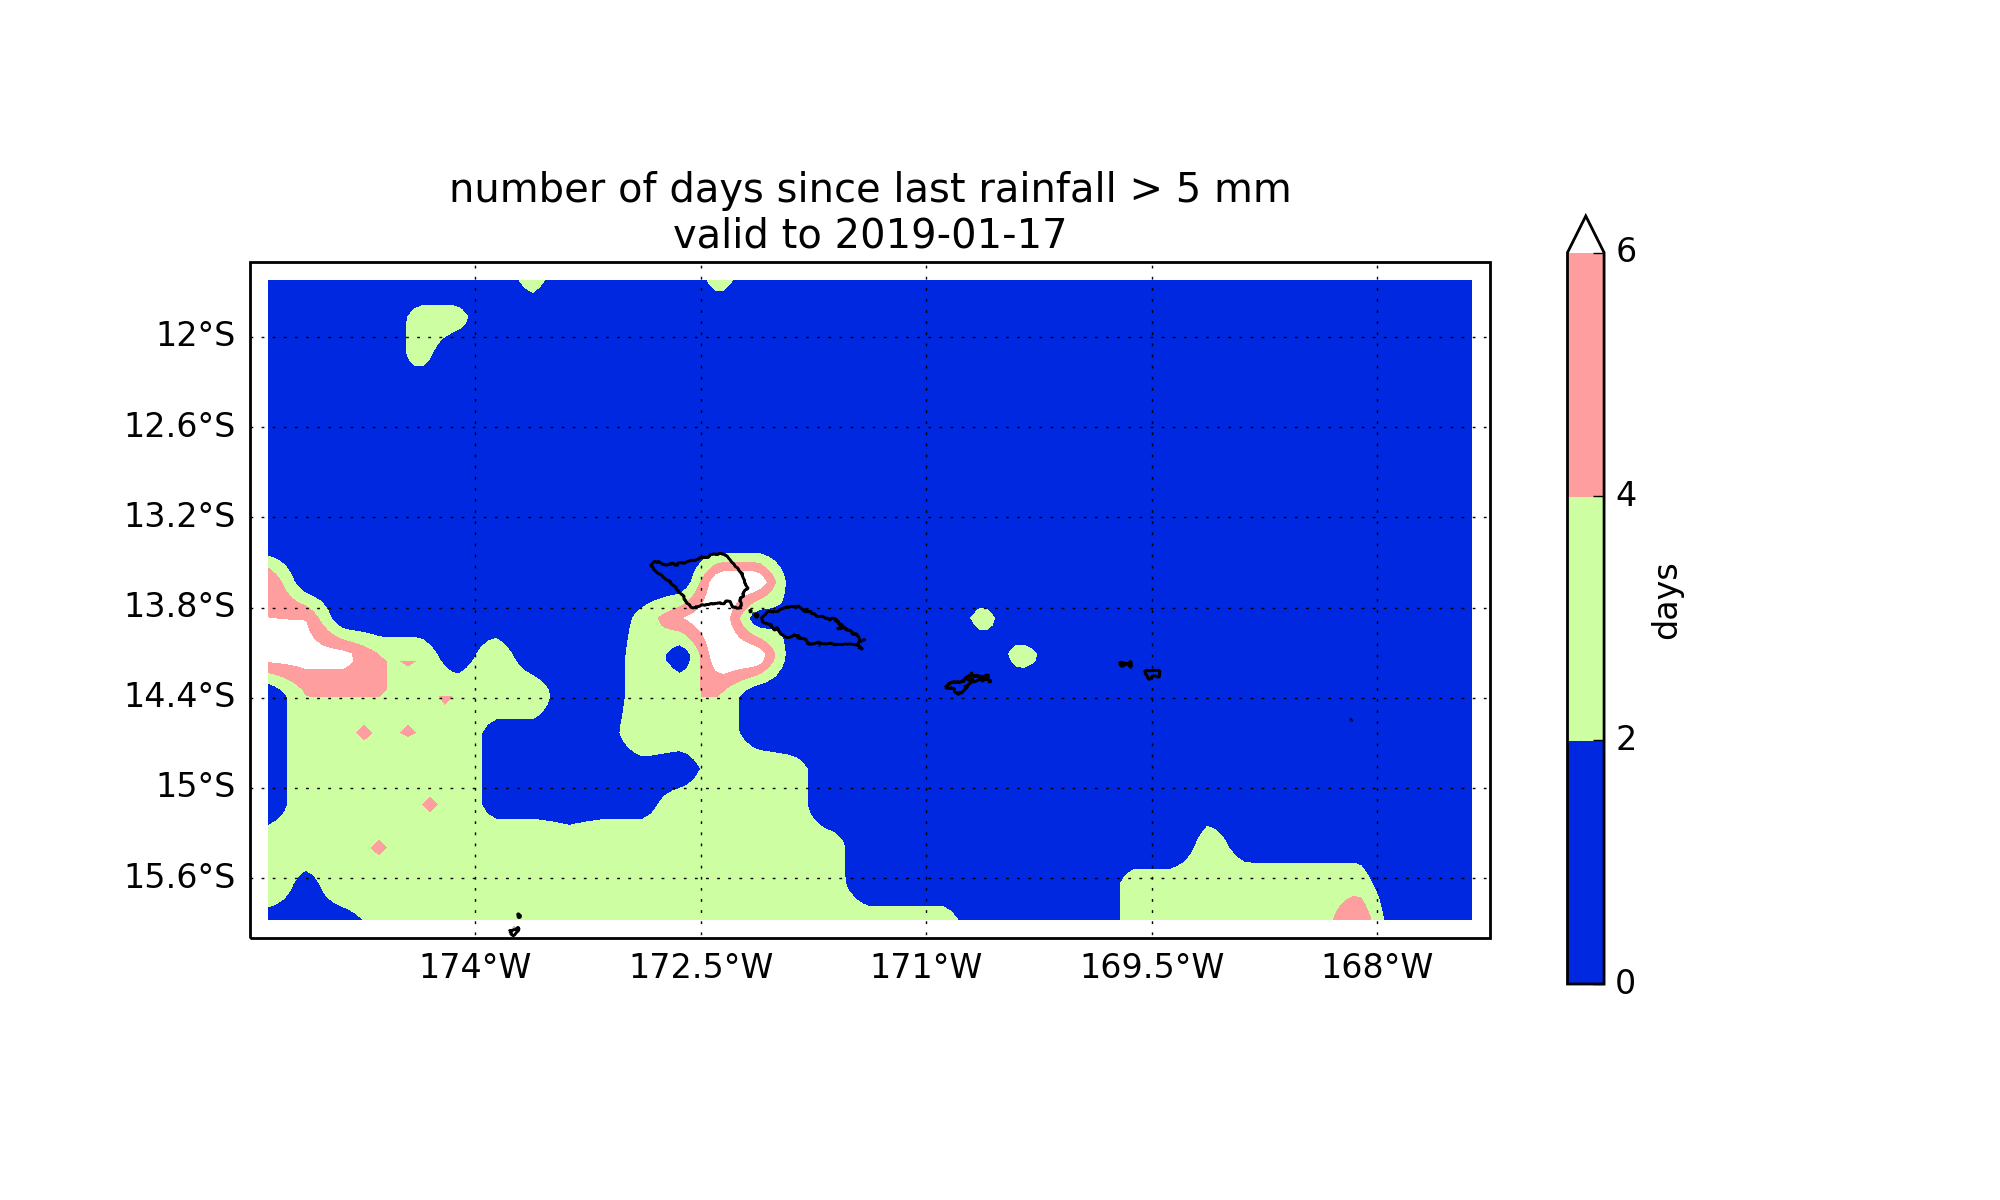 number of days since last rainfall > 5 mm
valid to 2019-01-17
12°S
12.6°S
13.2°S
13.8°S
14.4°S
15°S
15.6°S
174°W
172.5°W
171°W
169.5°W
168°W
6
4
2
0
days